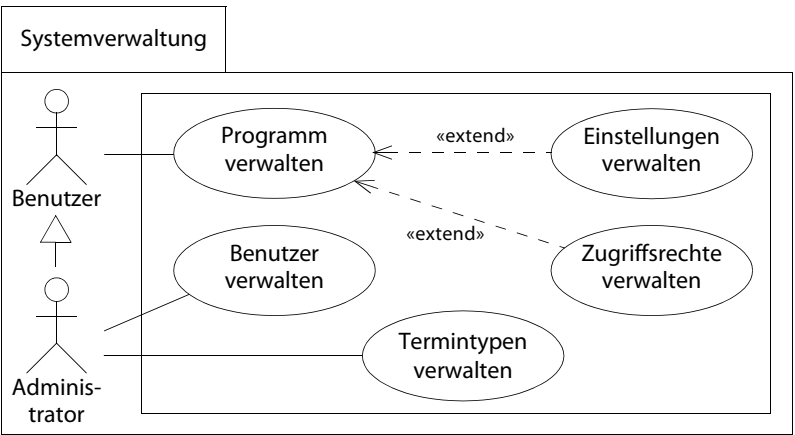 Systemverwaltung
Programm
verwalten
«extend»
Einstellungen
verwalten
Benutzer
«extend»
Benutzer
verwalten
Zugriffsrechte
verwalten
Termintypen
verwalten
Adminis-
trator